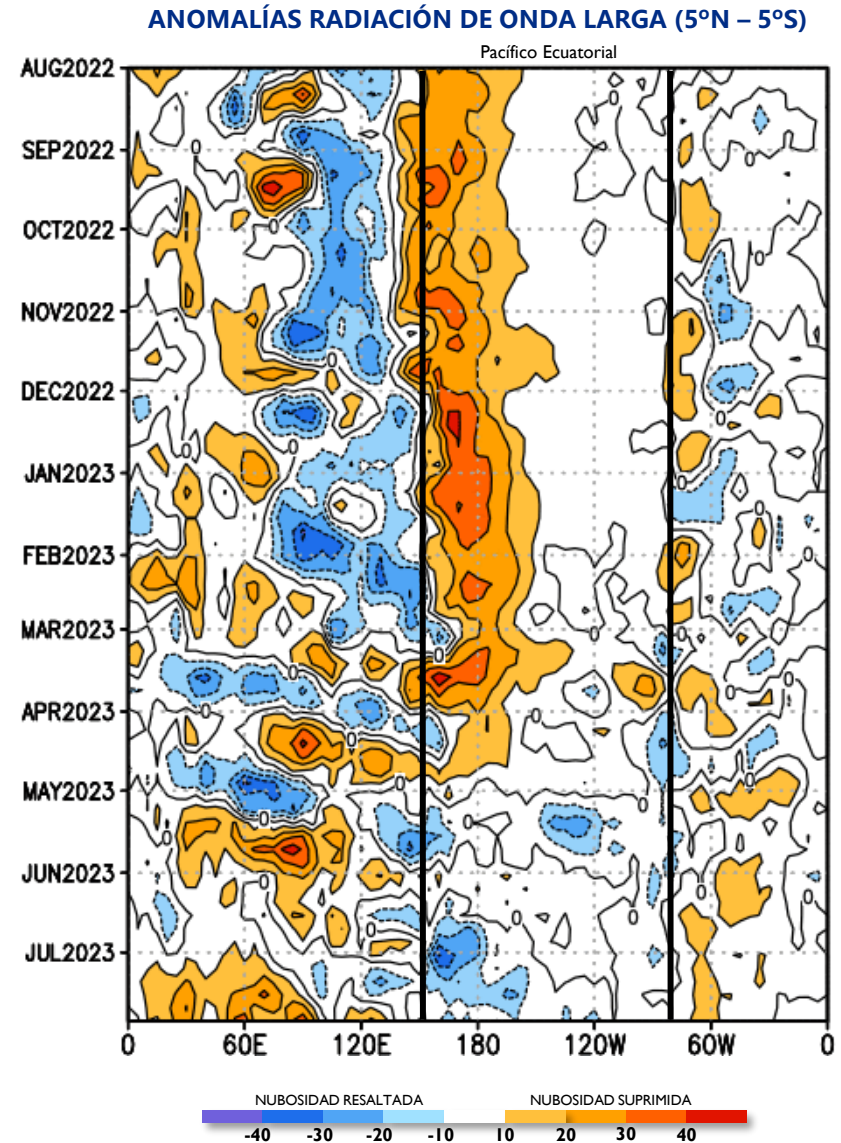 ANOMALÍAS RADIACIÓN DE ONDA LARGA (5ºN – 5ºS)
Pacífico Ecuatorial
AUG2022
SEP2022
OCT2022
NOV2022
DEC2022
JAN2023
FEB2023
MAR2023
APR2023
MAY2023
JUN2023
JUL2023
0 60E 120E 180 120W 60W 0
NUBOSIDAD RESALTADA NUBOSIDAD SUPRIMIDA
-40 -30 -20 -10 10 20 30 40